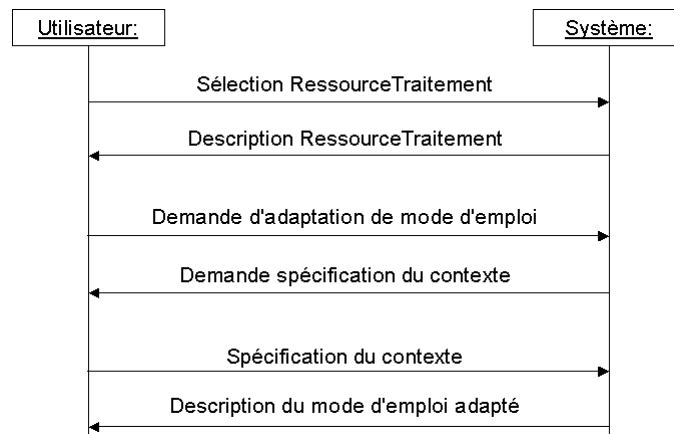 Utilisateur:
Système:
Sélection RessourceTraitement
Description RessourceTraitement
Demande d'adaptation de mode d'emploi
Demande spécification du contexte
Spécification du contexte
Description du mode d'emploi adapté